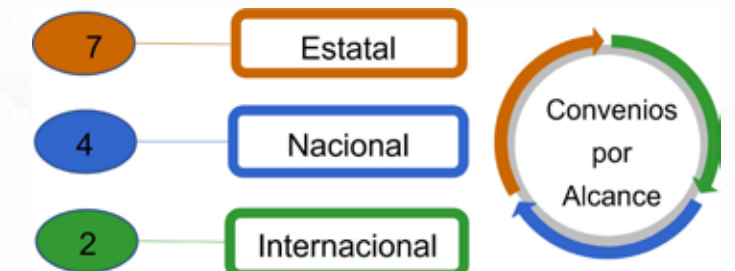 7 Estatal
4 Nacional
2 Internacional
Convenios
por
Alcance